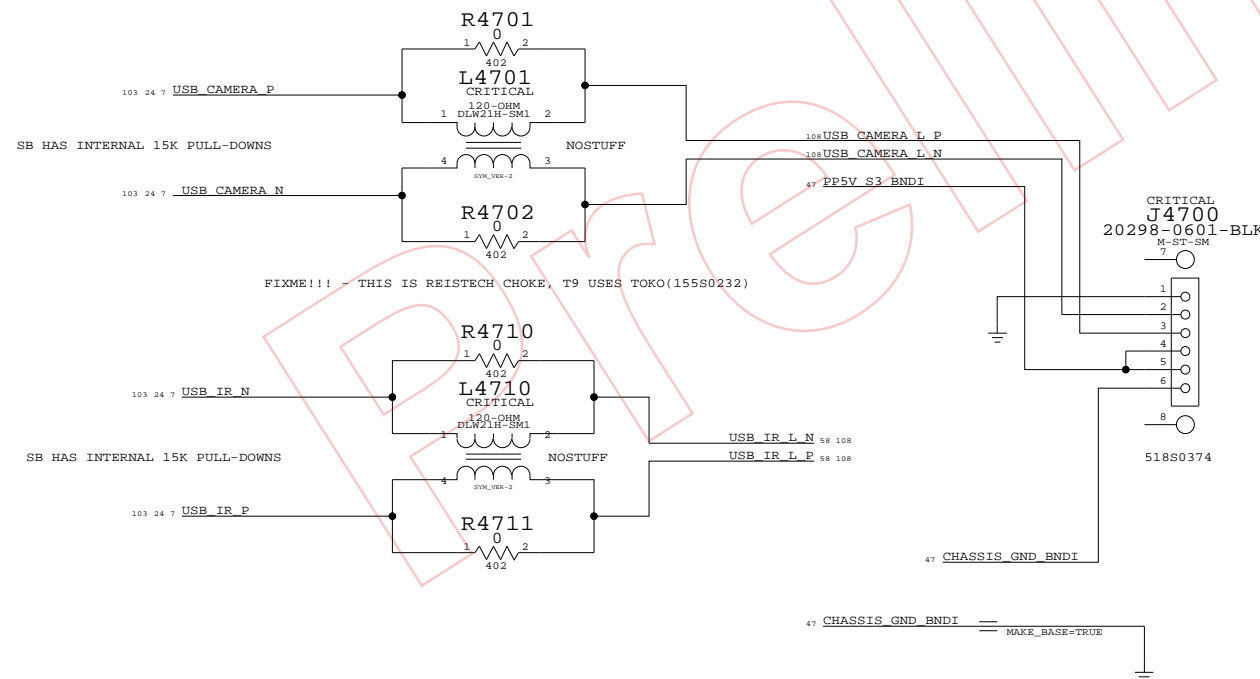 R4701
0
1 2
402
L4701
CRITICAL
103 24 7 USB_CAMERA_P
120-OHM
1 DLW21H-SM1 2
108 USB_CAMERA_L_P
SB HAS INTERNAL 15K PULL-DOWNS
NOSTUFF
108 USB_CAMERA_L_N
4 3
SYM_VER-2
47 PP5V_S3_BNDI
103 24 7 USB_CAMERA_N
CRITICAL
J4700
20298-0601-BLK
M-ST-SM
R4702
0
1 2
402
7
FIXME!!! - THIS IS REISTECH CHOKE, T9 USES TOKO(155S0232)
1
2
3
4
5
6
8
518S0374
R4710
0
1 2
402
L4710
CRITICAL
103 24 7 USB_IR_N
120-OHM
DLW21H-SM1
1 2
USB_IR_L_N 58 108
SB HAS INTERNAL 15K PULL-DOWNS
NOSTUFF
USB_IR_L_P 58 108
4 3
SYM_VER-2
103 24 7 USB_IR_P
R4711
0
1 2
402
47 CHASSIS_GND_BNDI
47 CHASSIS_GND_BNDI
MAKE_BASE=TRUE
Prelim